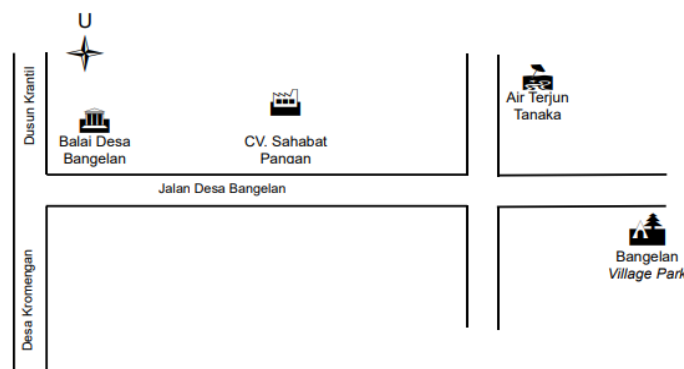 U
Dusun Krantil
Balai Desa
Bangelan
CV. Sahabat
Pangan
Air Terjun
Tanaka
Jalan Desa Bangelan
Desa Kromengan
Bangelan
Village Park